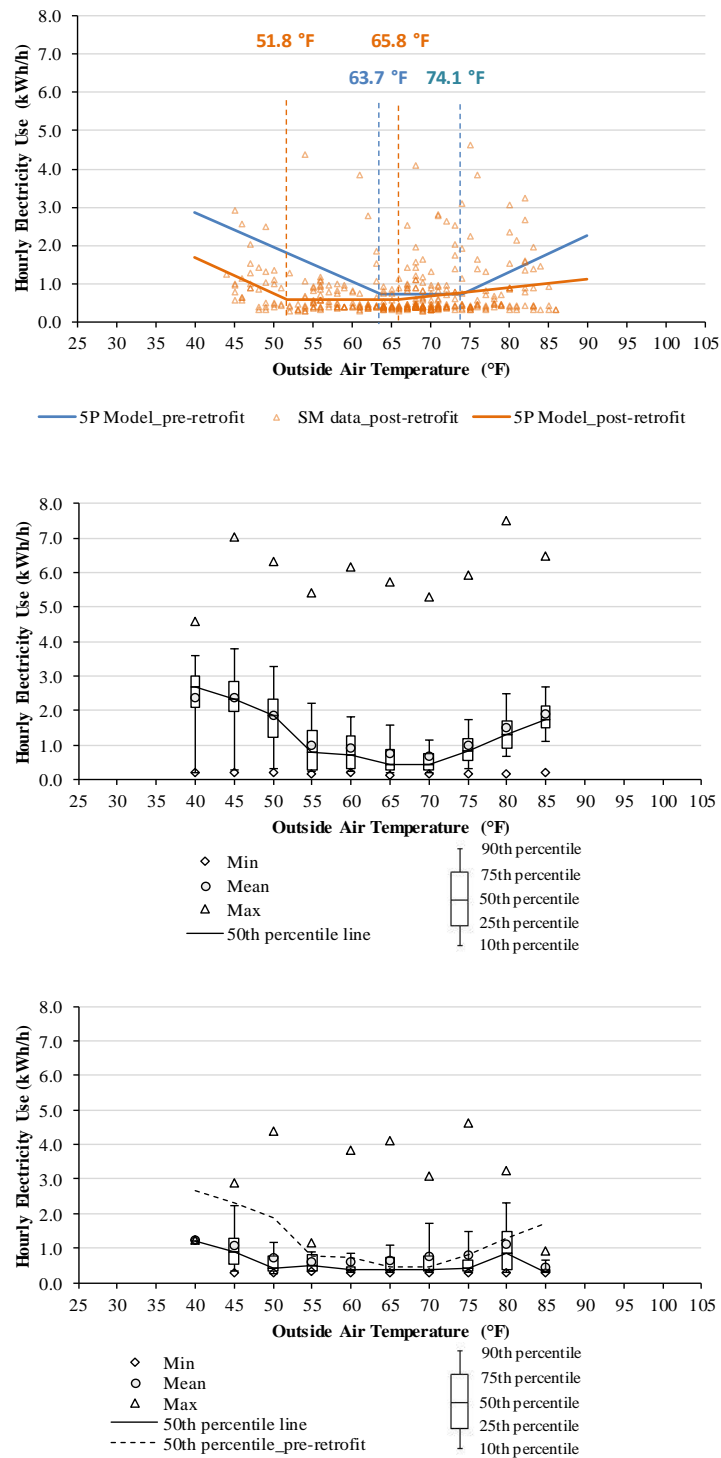 8.0
7.0
6.0
5.0
4.0
3.0
2.0
1.0
0.0
Hourly Electricity Use (kWh/h)
51.8 °F
65.8 °F
63.7 °F
74.1 °F
25 30 35 40 45 50 55 60 65 70 75 80 85 90 95 100 105
Outside Air Temperature (°F)
5P Model_pre-retrofit
SM data_post-retrofit
5P Model_post-retrofit
8.0
7.0
6.0
5.0
4.0
3.0
2.0
1.0
0.0
Hourly Electricity Use (kWh/h)
25 30 35 40 45 50 55 60 65 70 75 80 85 90 95 100 105
Outside Air Temperature (°F)
Min
Mean
Max
50th percentile line
90th percentile
75th percentile
50th percentile
25th percentile
10th percentile
8.0
7.0
6.0
5.0
4.0
3.0
2.0
1.0
0.0
Hourly Electricity Use (kWh/h)
25 30 35 40 45 50 55 60 65 70 75 80 85 90 95 100 105
Outside Air Temperature (°F)
Min
Mean
Max
50th percentile line
50th percentile_pre-retrofit
90th percentile
75th percentile
50th percentile
25th percentile
10th percentile